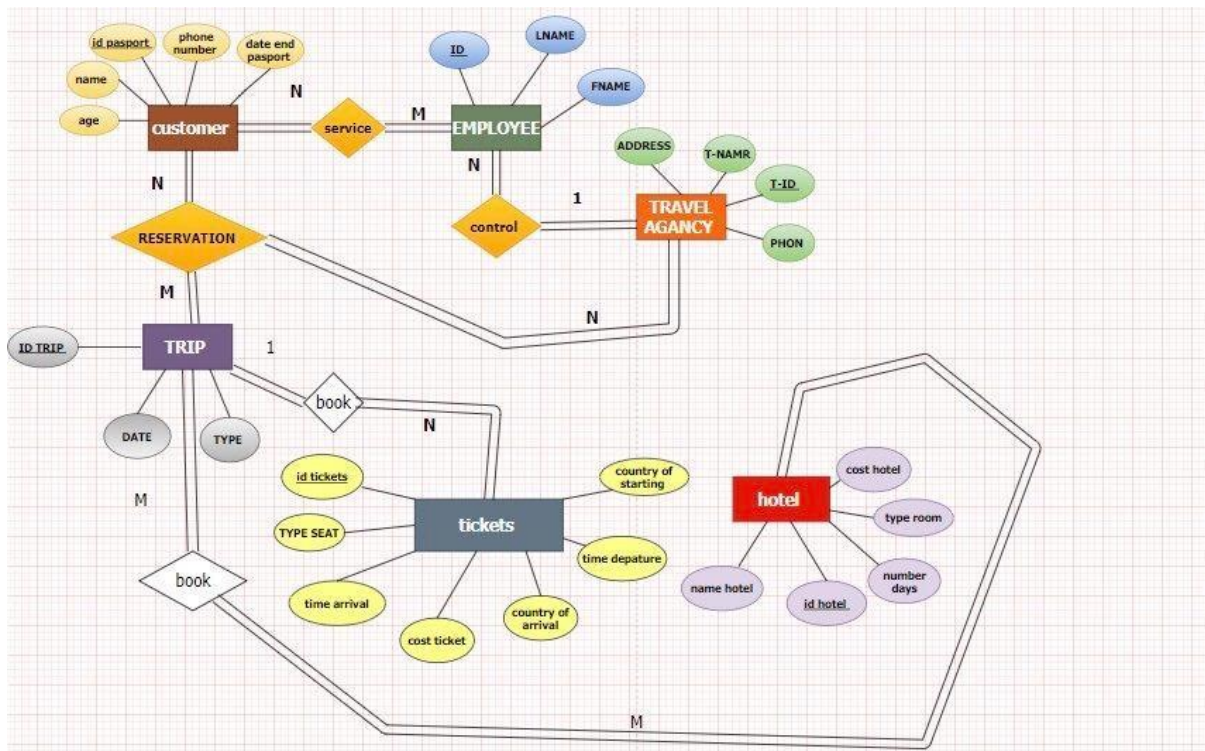 id pasport
phone
number
date end
pasport
name
age
customer
N
service
M
EMPLOYEE
ID
LNAME
FNAME
N
control
1
ADDRESS
T-NAMR
T-ID
PHON
TRAVEL
AGANCY
N
RESERVATION
M
N
ID TRIP
TRIP
1
DATE
TYPE
book
N
M
book
M
id tickets
TYPE SEAT
time arrival
cost ticket
country of
arrival
time depature
country of
starting
tickets
hotel
cost hotel
type room
number
days
id hotel
name hotel